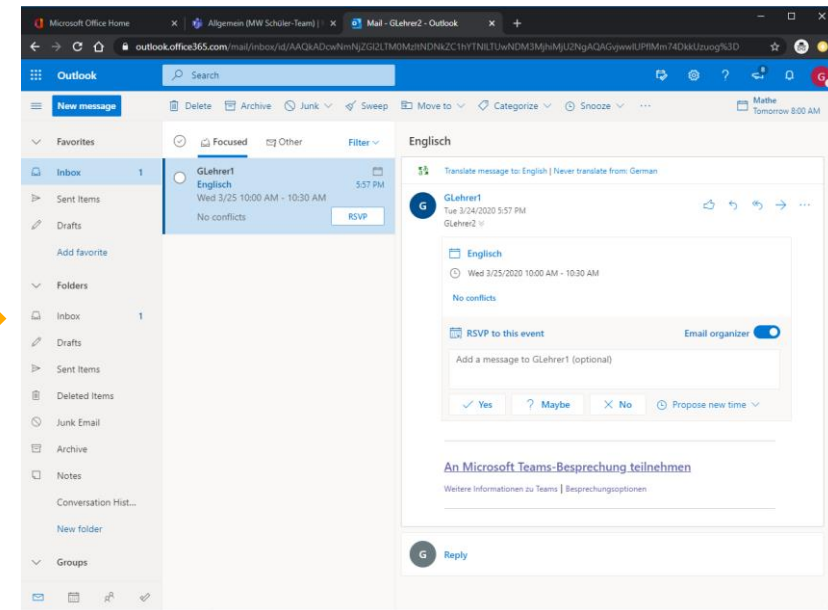 Microsoft Office Home
Allgemein (MW Schüler-Team) |
Mail - GLehrer2 - Outlook
outlook.office365.com/mail/inbox/id/
Outlook
Search
New message
Delete
Archive
Junk
Sweep
Move to
Categorize
Snooze
Mathe
Tomorrow 8:00 AM
Favorites
Inbox 1
Sent Items
Drafts
Add favorite
Folders
Inbox 1
Drafts
Sent Items
Deleted Items
Junk Email
Archive
Notes
Conversation Hist...
New folder
Groups
Focused
Other
Filter
GLehrer1
Englisch 5:57 PM
Wed 3/25 10:00 AM - 10:30 AM
No conflicts
RSVP
Englisch
Translate message to: English | Never translate from: German
G
GLehrer1
Tue 3/24/2020 5:57 PM
GLehrer2
Englisch
Wed 3/25/2020 10:00 AM - 10:30 AM
No conflicts
RSVP to this event
Email organizer
Add a message to GLehrer1 (optional)
Yes
? Maybe
No
Propose new time
An Microsoft Teams-Besprechung teilnehmen
Weitere Informationen zu Teams | Besprechungsoptionen
G
Reply